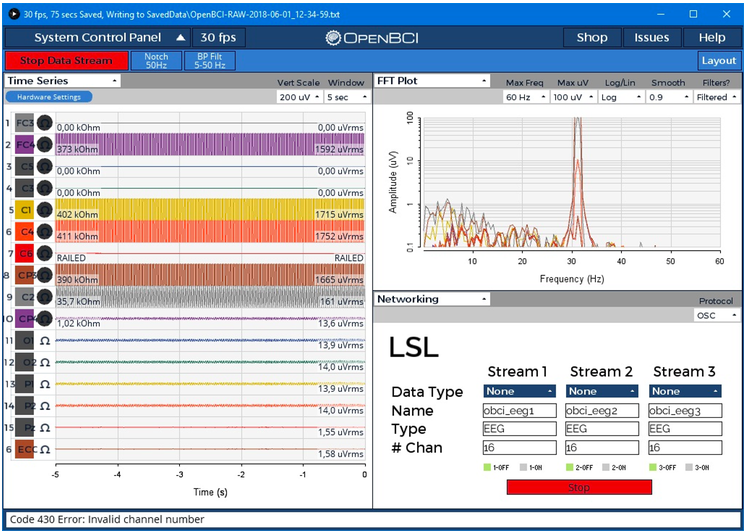 30 fps, 75 secs Saved, Writing to SavedData\OpenBCI-RAW-2018-06-01_12-34-59.txt
System Control Panel 30 fps OPENBCI Shop Issues Help
Stop Data Stream Notch 50Hz BP Filt 5-50 Hz Layout
Time Series Vert Scale Window
Hardware Settings 200 uV 5 sec
1 FC3 0,00 kOhm 0,00 uVrms
2 FC4 373 kOhm 1592 uVrms
3 C5 0,00 kOhm 0,00 uVrms
4 C3 0,00 kOhm 0,00 uVrms
5 C1 402 kOhm 1715 uVrms
6 C4 411 kOhm 1752 uVrms
7 C6 RAILED RAILED
8 CP3 390 kOhm 1665 uVrms
9 C2 35,7 kOhm 161 uVrms
10 CP4 1,02 kOhm 13,6 uVrms
11 O1 Ω 13,9 uVrms
12 O2 Ω 14,0 uVrms
13 P1 Ω 13,9 uVrms
14 P2 Ω 14,0 uVrms
15 Pz Ω 1,55 uVrms
6 ECG Ω 1,58 uVrms
-5 -4 -3 -2 -1 0
Time (s)
FFT Plot Max Freq Max uV Log/Lin Smooth Filters?
60 Hz 100 uV Log 0.9 Filtered
100
10
1
0.1
Amplitude (uV)
0 10 20 30 40 50 60
Frequency (Hz)
Networking Protocol
OSC
LSL
Stream 1 Stream 2 Stream 3
Data Type None None None
Name obci_eeg1 obci_eeg2 obci_eeg3
Type EEG EEG EEG
# Chan 16 16 16
1-OFF 1-ON 2-OFF 2-ON 3-OFF 3-ON
Stop
Code 430 Error: Invalid channel number